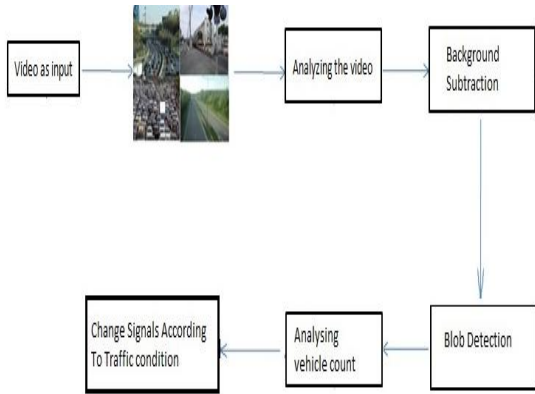 Video as input
Analyzing the video
Background
Subtraction
Blob Detection
Analysing
vehicle count
Change Signals According
To Traffic condition